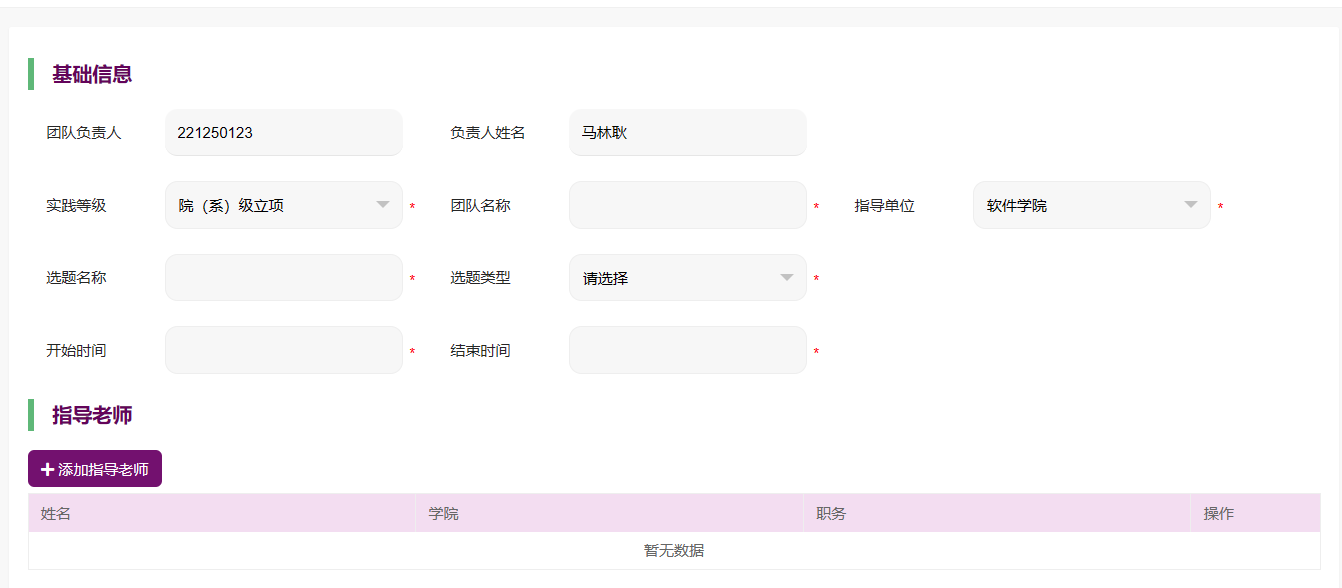 基础信息
团队负责人 221250123 负责人姓名 马林耿
实践等级 院（系）级立项 * 团队名称 * 指导单位 软件学院 *
选题名称 * 选题类型 请选择 *
开始时间 * 结束时间 *
指导老师
添加指导老师
姓名 学院 职务 操作
暂无数据